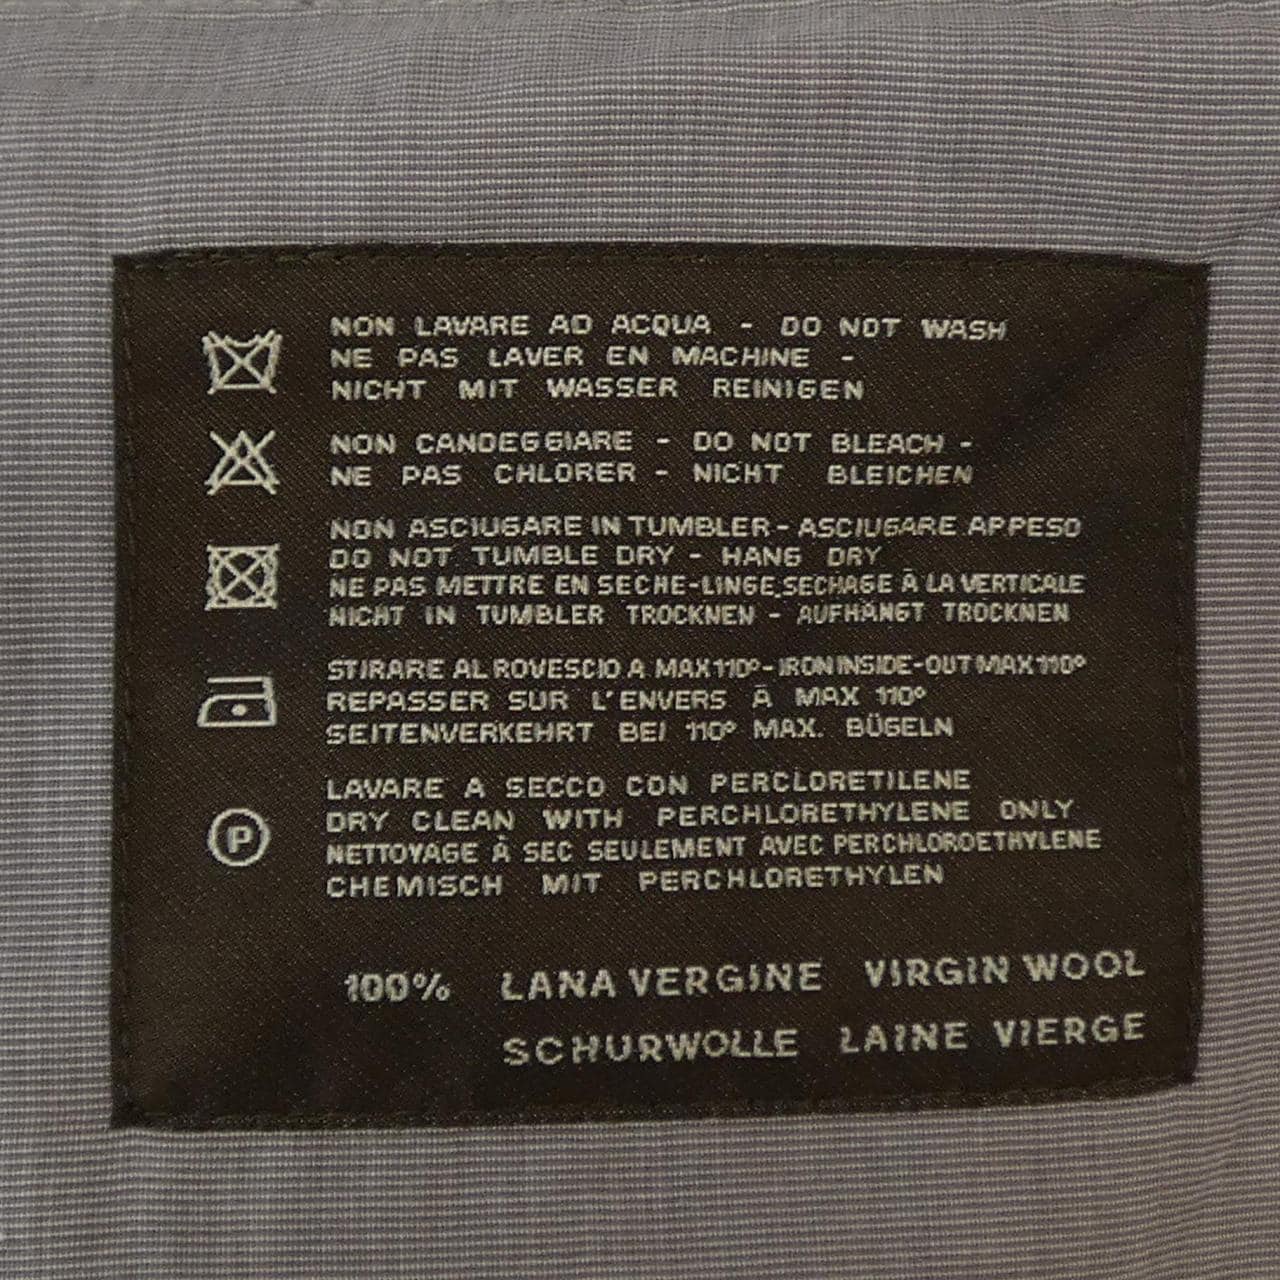 NON LAVARE AD ACQUA - DO NOT WASH
NE PAS LAVER EN MACHINE -
NICHT MIT WASSER REINIGEN
NON CANDEGGIARE - DO NOT BLEACH -
NE PAS CHLORER - NICHT BLEICHEN
NON ASCIUGARE IN TUMBLER - ASCIUGARE APPESO
DO NOT TUMBLE DRY - HANG DRY
NE PAS METTRE EN SECHE-LINGE, SECHAGE À LA VERTICALE
NICHT IN TUMBLER TROCKNEN - AUFHÄNGT TROCKNEN
STIRARE AL ROVESCIO A MAX 110° - IRON INSIDE-OUT MAX 110°
REPASSER SUR L'ENVERS À MAX 110°
SEITENVERKEHRT BEI 110° MAX. BÜGELN
P
LAVARE A SECCO CON PERCLORETILENE
DRY CLEAN WITH PERCHLORETHYLENE ONLY
NETTOYAGE À SEC SEULEMENT AVEC PERCHLOROETHYLENE
CHEMISCH MIT PERCHLORETHYLEN
100% LANA VERGINE VIRGIN WOOL
SCHURWOLLE LAINE VIERGE